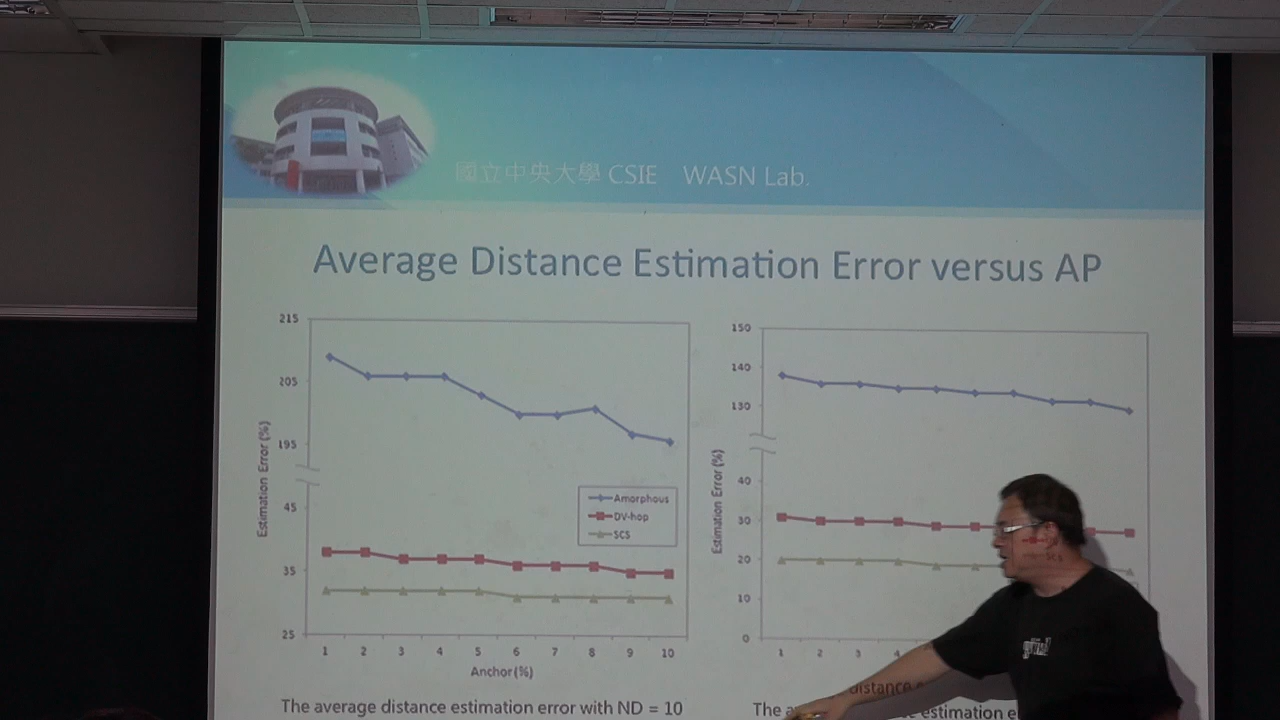 國立中央大學 CSIE WASN Lab.
Average Distance Estimation Error versus AP
215
205
195
45
35
25
Estimation Error (%)
Amorphous
DV-hop
SCS
1 2 3 4 5 6 7 8 9 10
Anchor(%)
The average distance estimation error with ND = 10
150
140
130
40
30
20
10
0
Estimation Error (%)
1 2 3 4
distance
The estimation